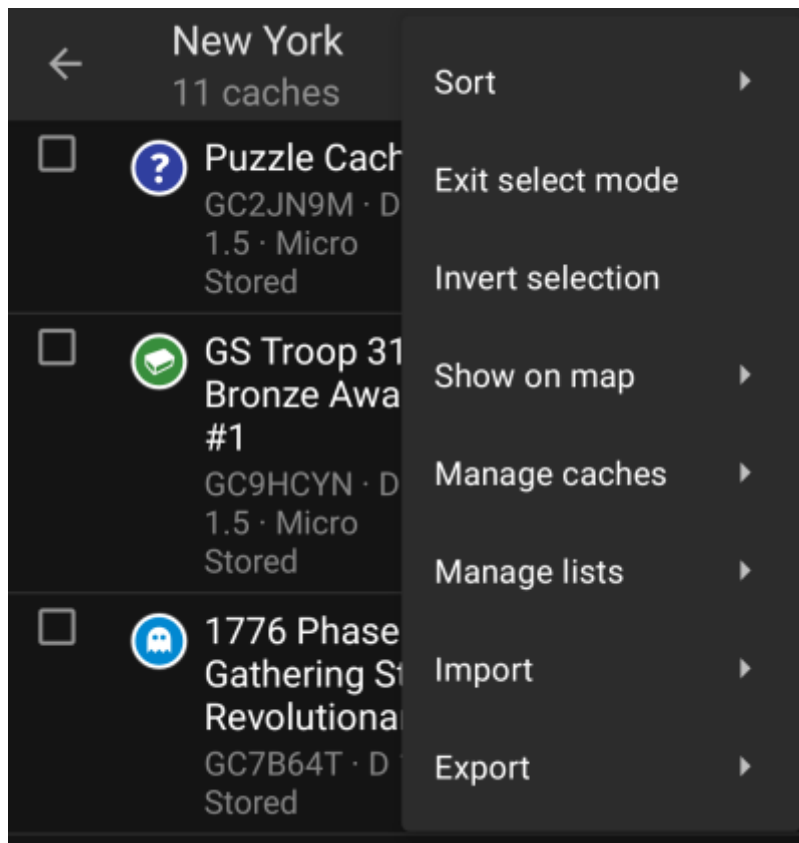 New York
11 caches
Puzzle Cach
GC2JN9M · D
1.5 · Micro
Stored
GS Troop 31
Bronze Awa
#1
GC9HCYN · D
1.5 · Micro
Stored
1776 Phase
Gathering St
Revolutiona
GC7B64T · D
Stored
Sort
Exit select mode
Invert selection
Show on map
Manage caches
Manage lists
Import
Export